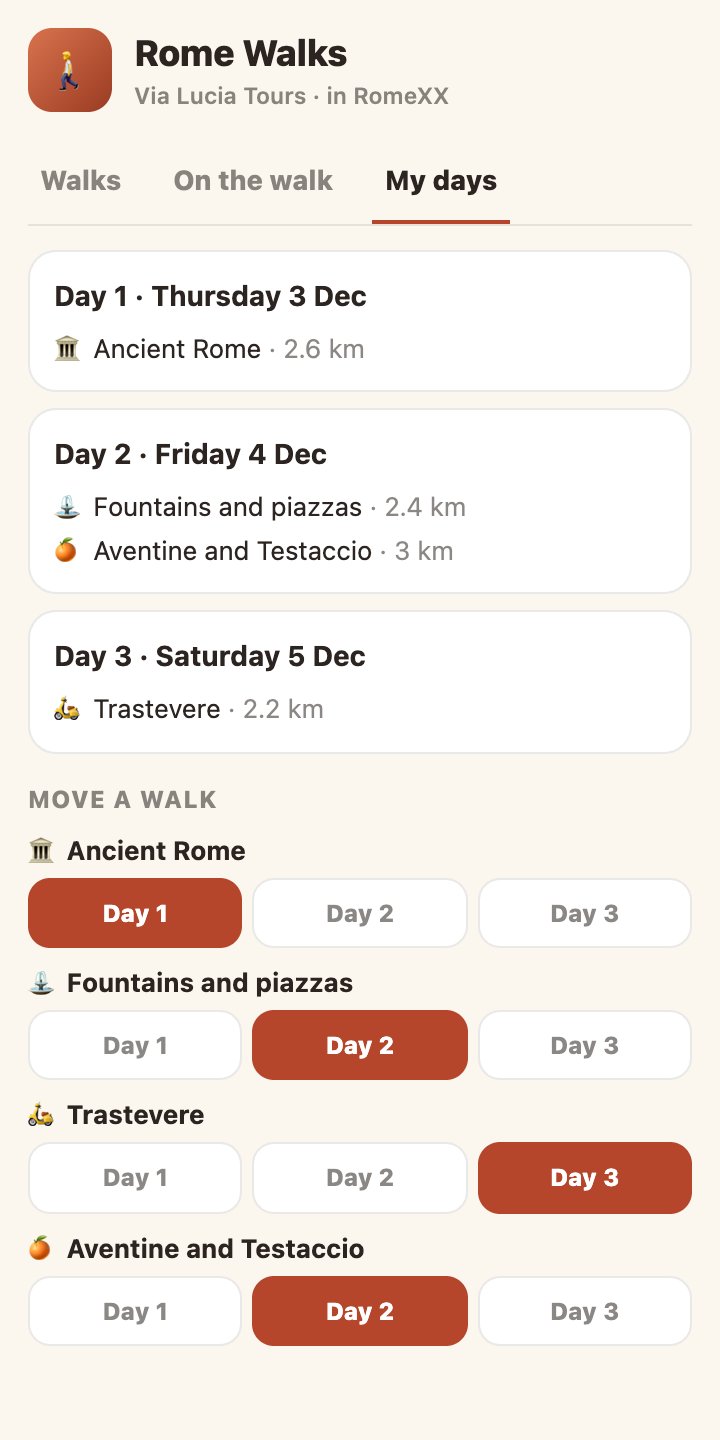 Rome Walks
Via Lucia Tours · in RomeXX
Walks On the walk My days
Day 1 · Thursday 3 Dec
Ancient Rome · 2.6 km
Day 2 · Friday 4 Dec
Fountains and piazzas · 2.4 km
Aventine and Testaccio · 3 km
Day 3 · Saturday 5 Dec
Trastevere · 2.2 km
MOVE A WALK
Ancient Rome
Day 1 Day 2 Day 3
Fountains and piazzas
Day 1 Day 2 Day 3
Trastevere
Day 1 Day 2 Day 3
Aventine and Testaccio
Day 1 Day 2 Day 3